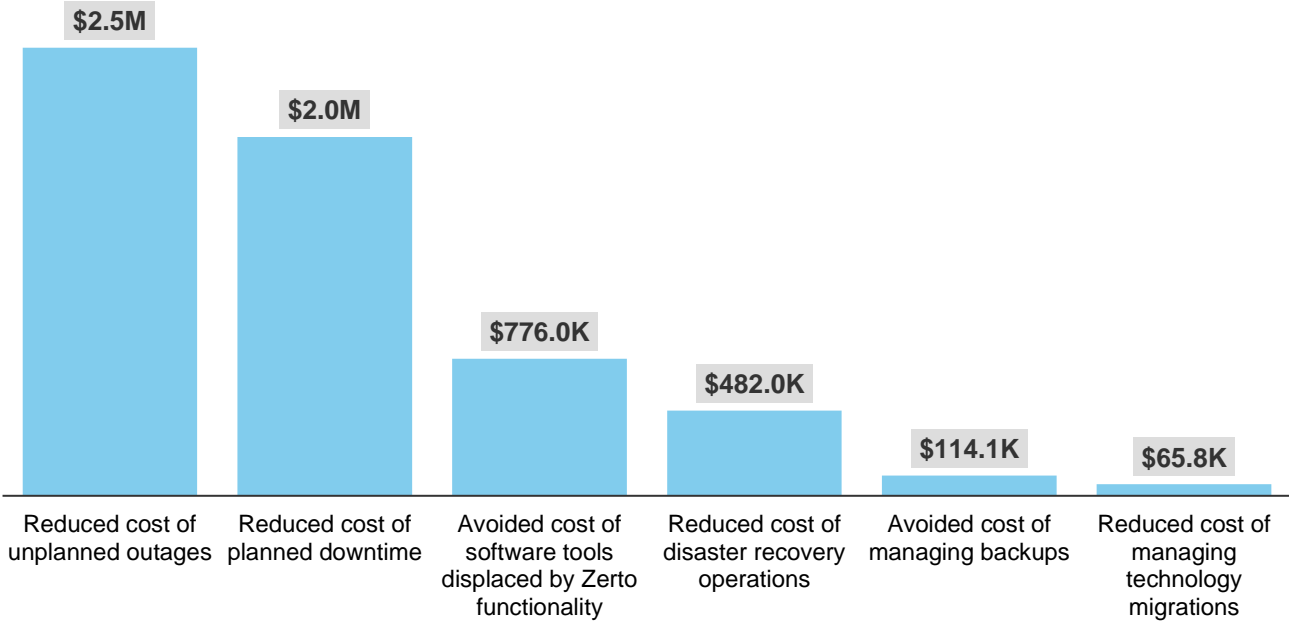 $2.5M
$2.0M
$776.0K
$482.0K
$114.1K
$65.8K
Reduced cost of
unplanned outages
Reduced cost of
planned downtime
Avoided cost of
software tools
displaced by Zerto
functionality
Reduced cost of
disaster recovery
operations
Avoided cost of
managing backups
Reduced cost of
managing
technology
migrations